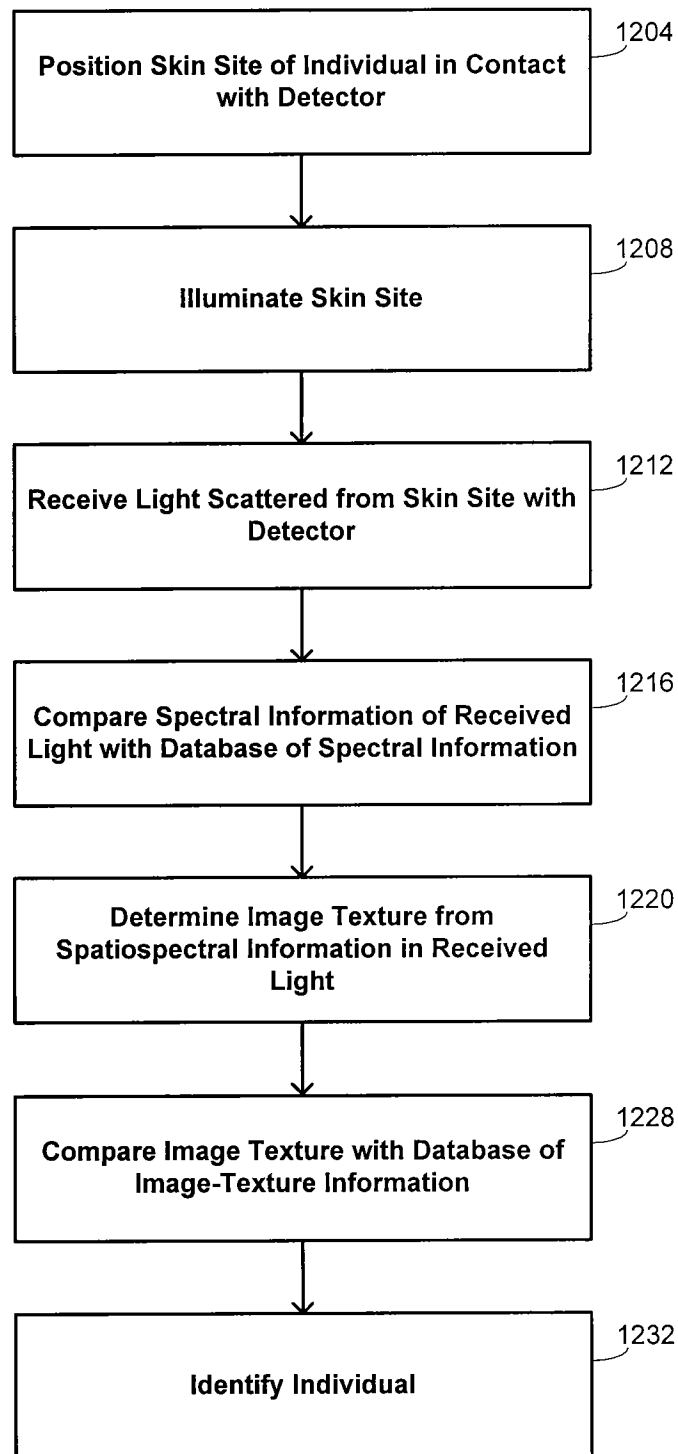 1204
Position Skin Site of Individual in Contact
with Detector
1208
Illuminate Skin Site
1212
Receive Light Scattered from Skin Site with
Detector
1216
Compare Spectral Information of Received
Light with Database of Spectral Information
1220
Determine Image Texture from
Spatiospectral Information in Received
Light
1228
Compare Image Texture with Database of
Image-Texture Information
1232
Identify Individual